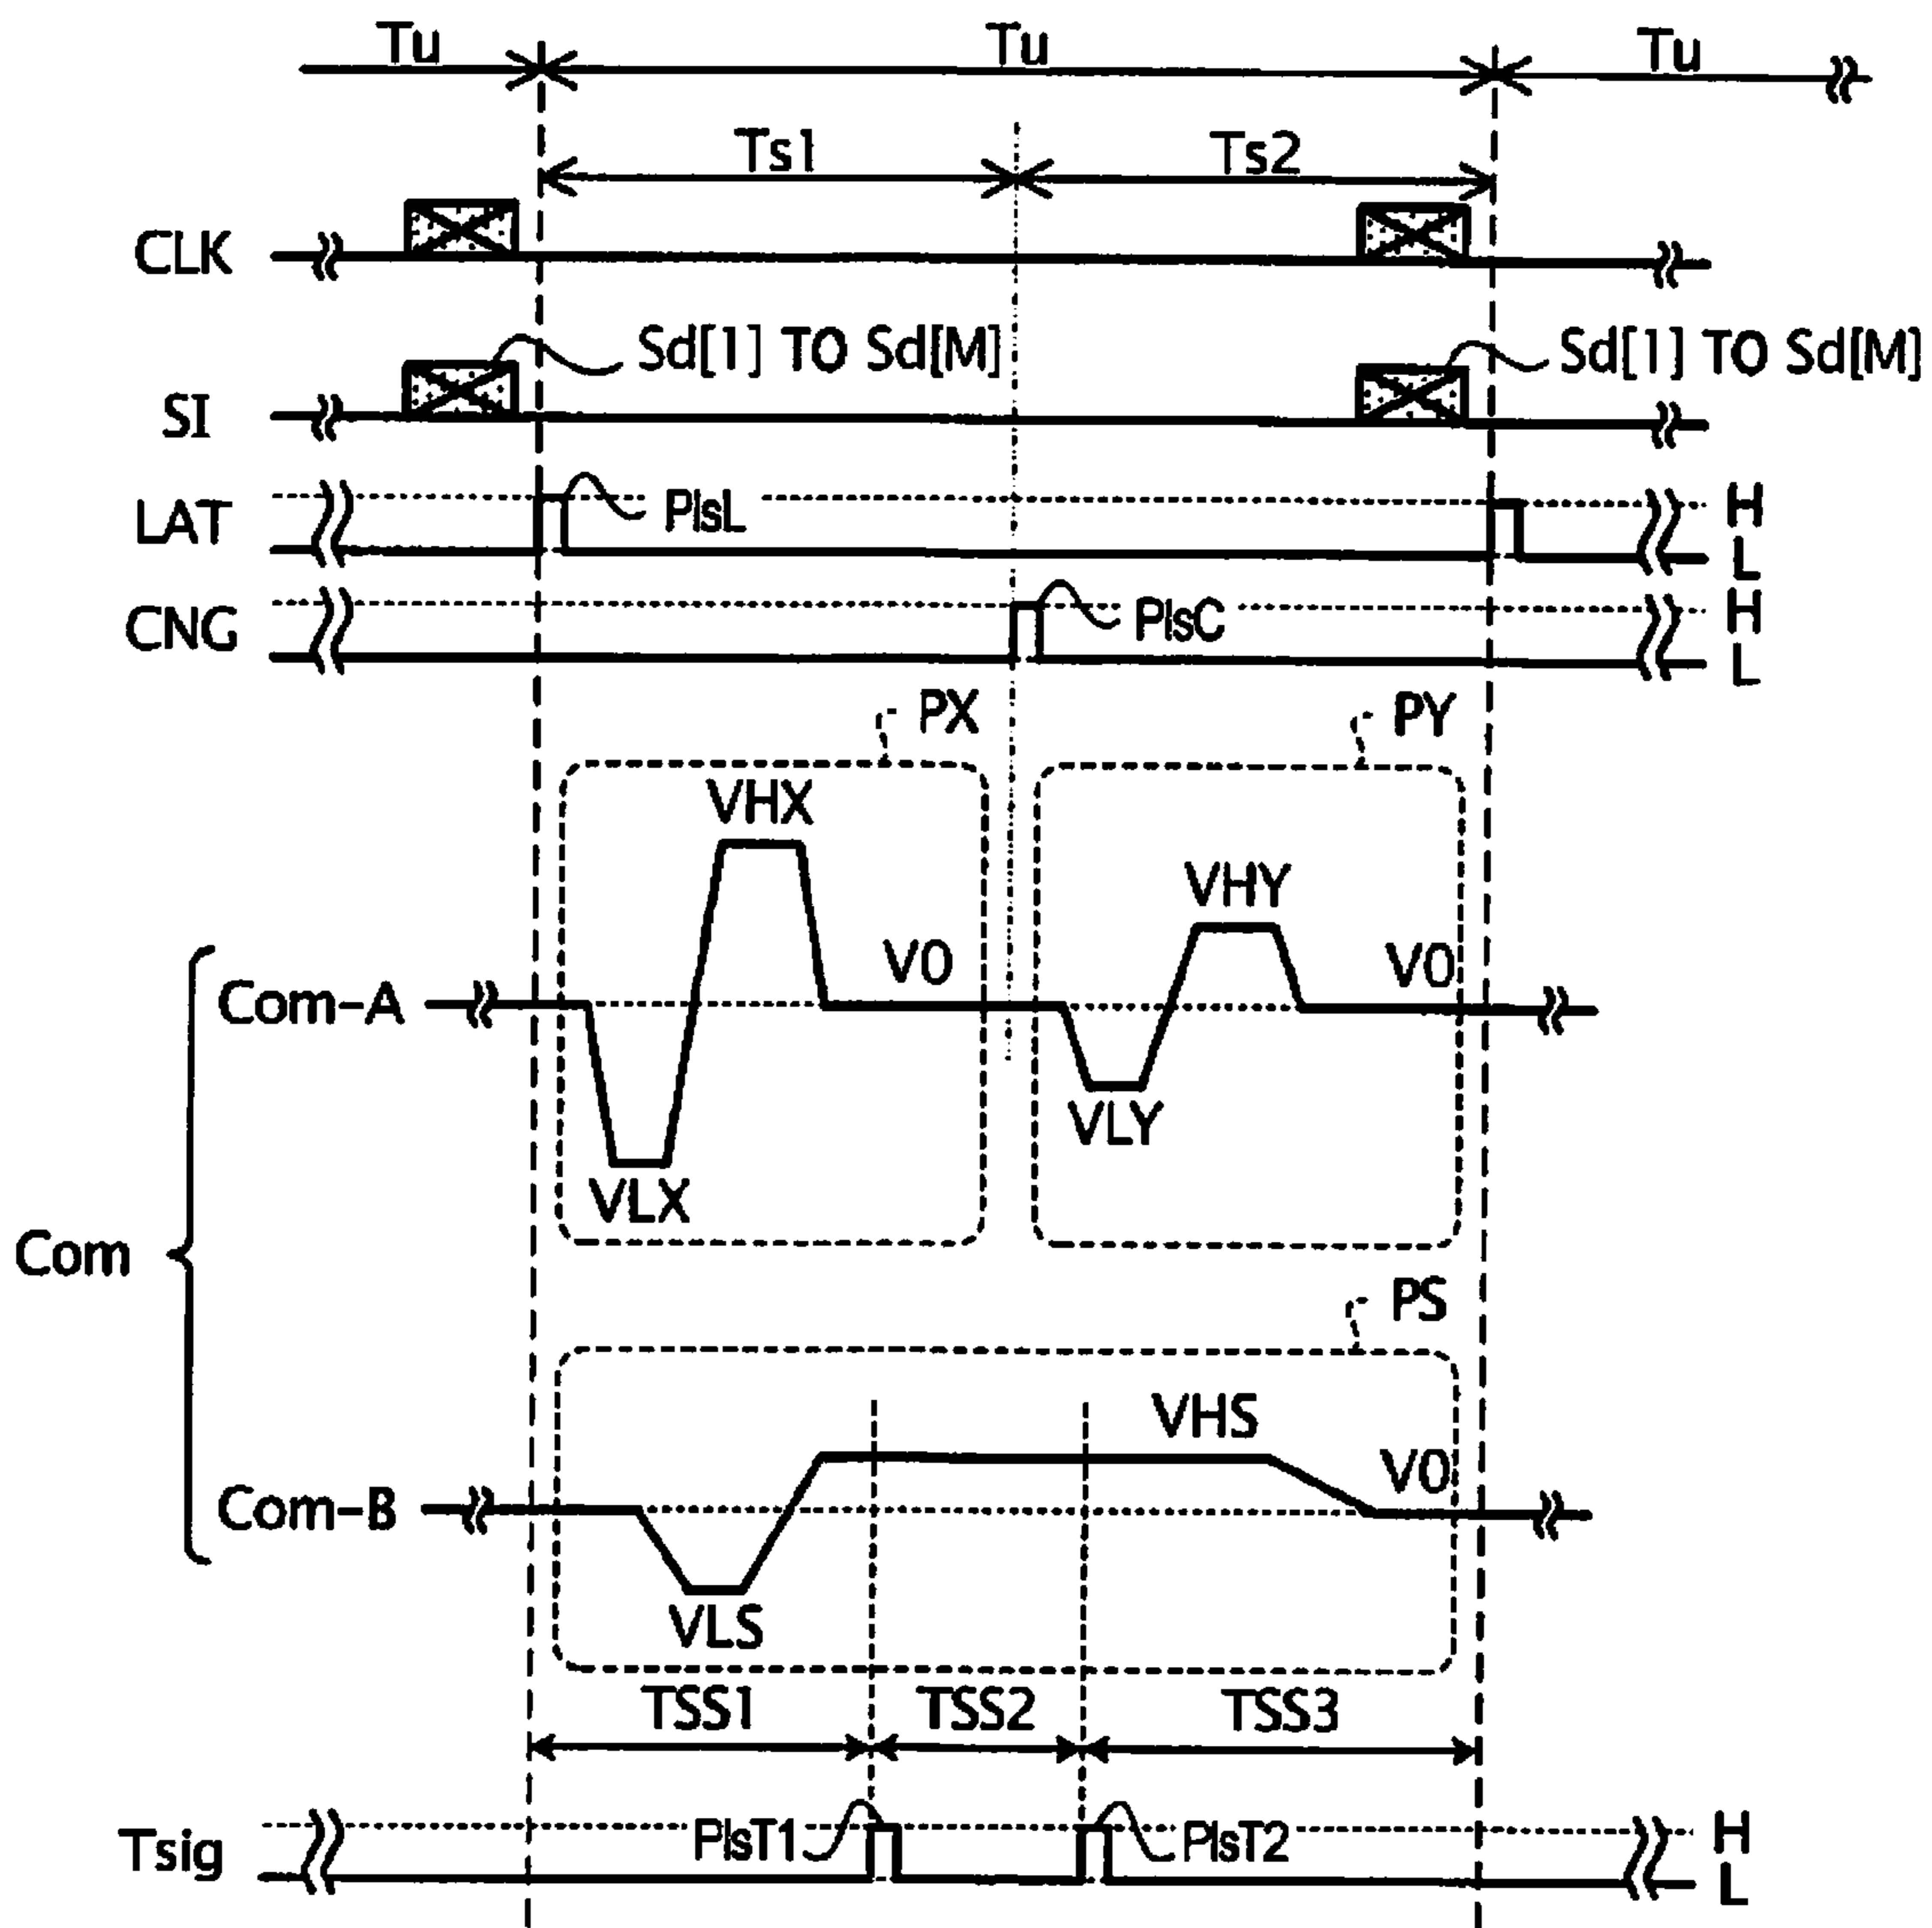 Tu Tu Tu
Ts1 Ts2
CLK
Sd[1] TO Sd[M] Sd[1] TO Sd[M]
SI
LAT PlsL H
L
CNG PlsC H
L
PX PY
VHX
VHY
Com-A V0 V0
VLY
VLX
Com
PS
VHS
Com-B V0
VLS
TSS1 TSS2 TSS3
Tsig PlsT1 PlsT2 H
L